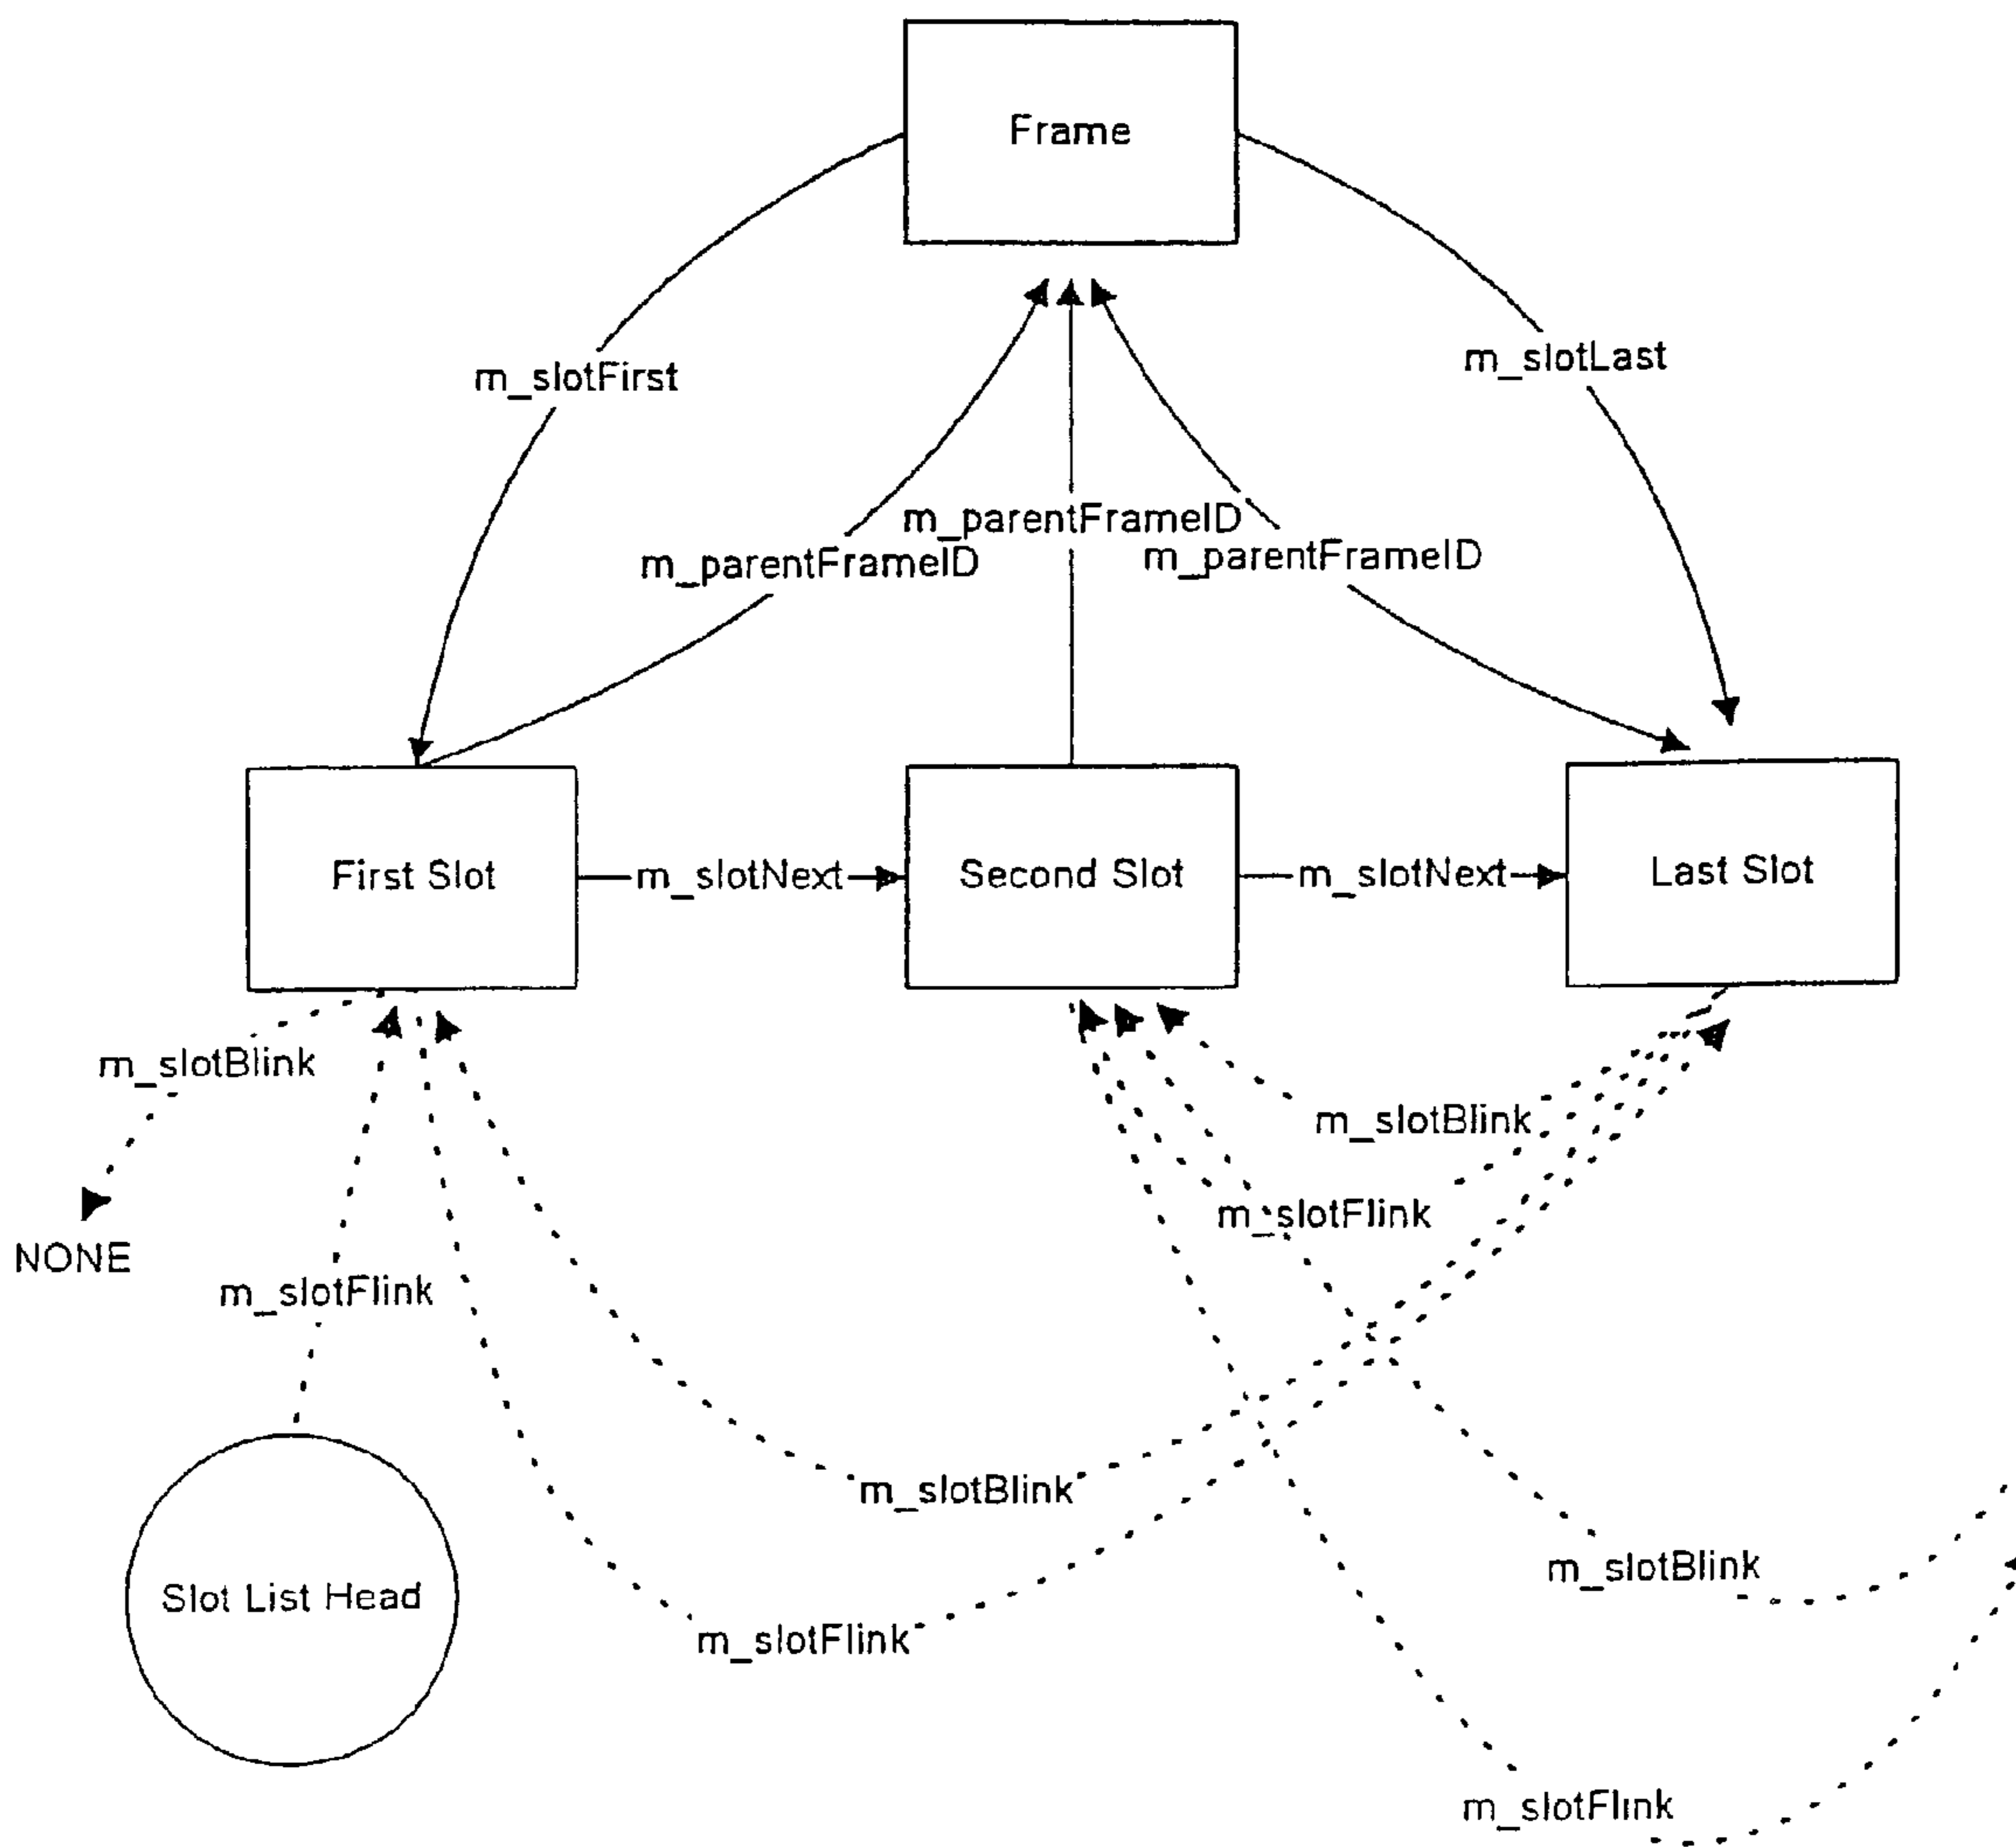 Frame
m_slotFirst
m_slotLast
m_parentFrameID
m_parentFrameID
m_parentFrameID
First Slot
m_slotNext
Second Slot
m_slotNext
Last Slot
m_slotBlink
m_slotBlink
m_slotFlink
NONE
m_slotFlink
m_slotBlink
m_slotBlink
Slot List Head
m_slotFlink
m_slotFlink